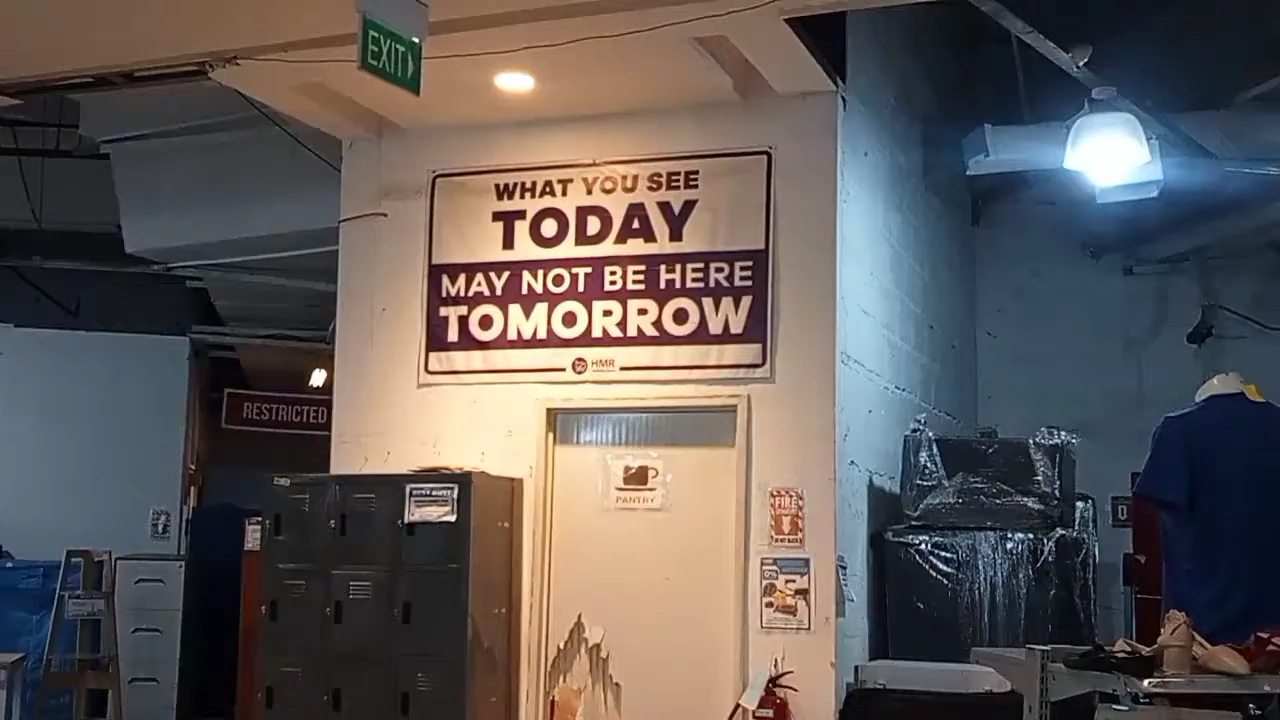 EXIT
WHAT YOU SEE
TODAY
MAY NOT BE HERE
TOMORROW
HMR
RESTRICTED
PANTRY
FIRE